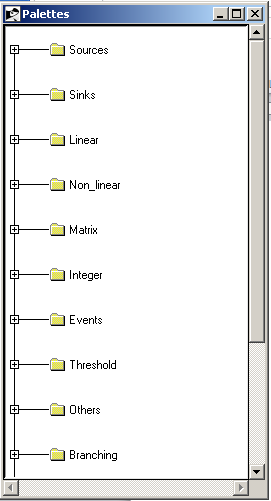 Palettes
Sources
Sinks
Linear
Non_linear
Matrix
Integer
Events
Threshold
Others
Branching